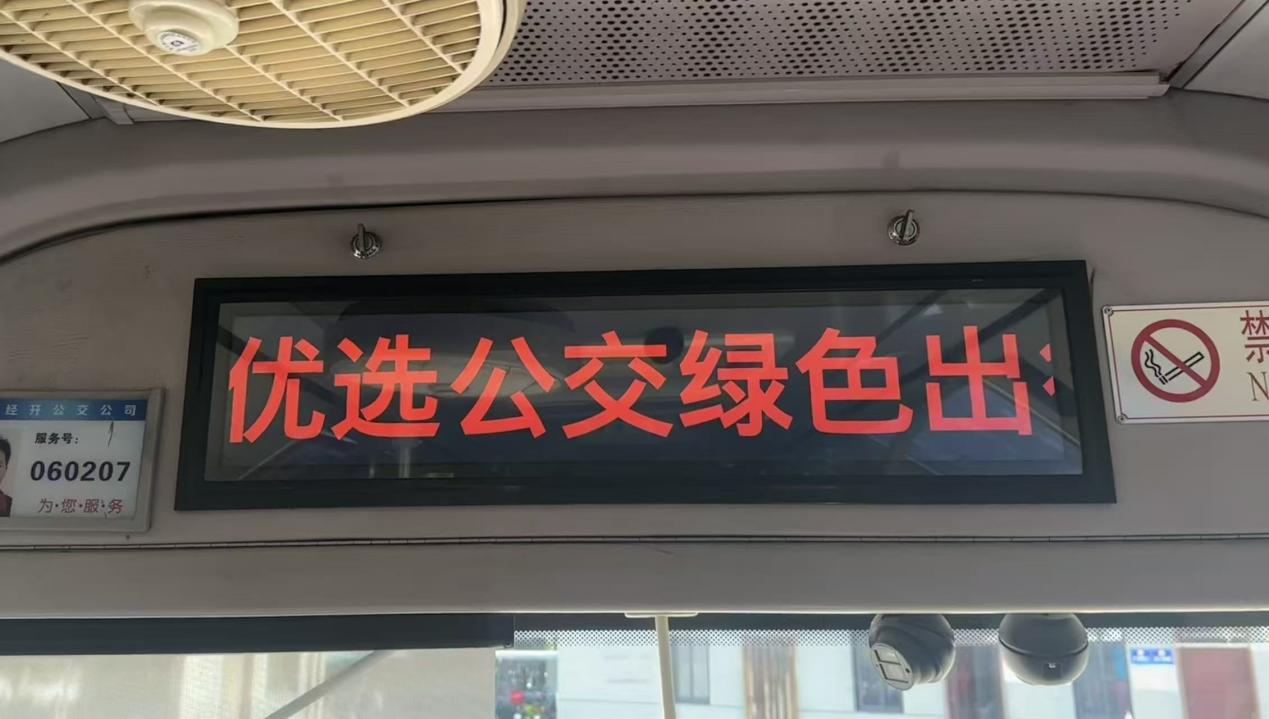 优选公交绿色出
经开公交公司
服务号:
060207
为·您·服·务
禁
N